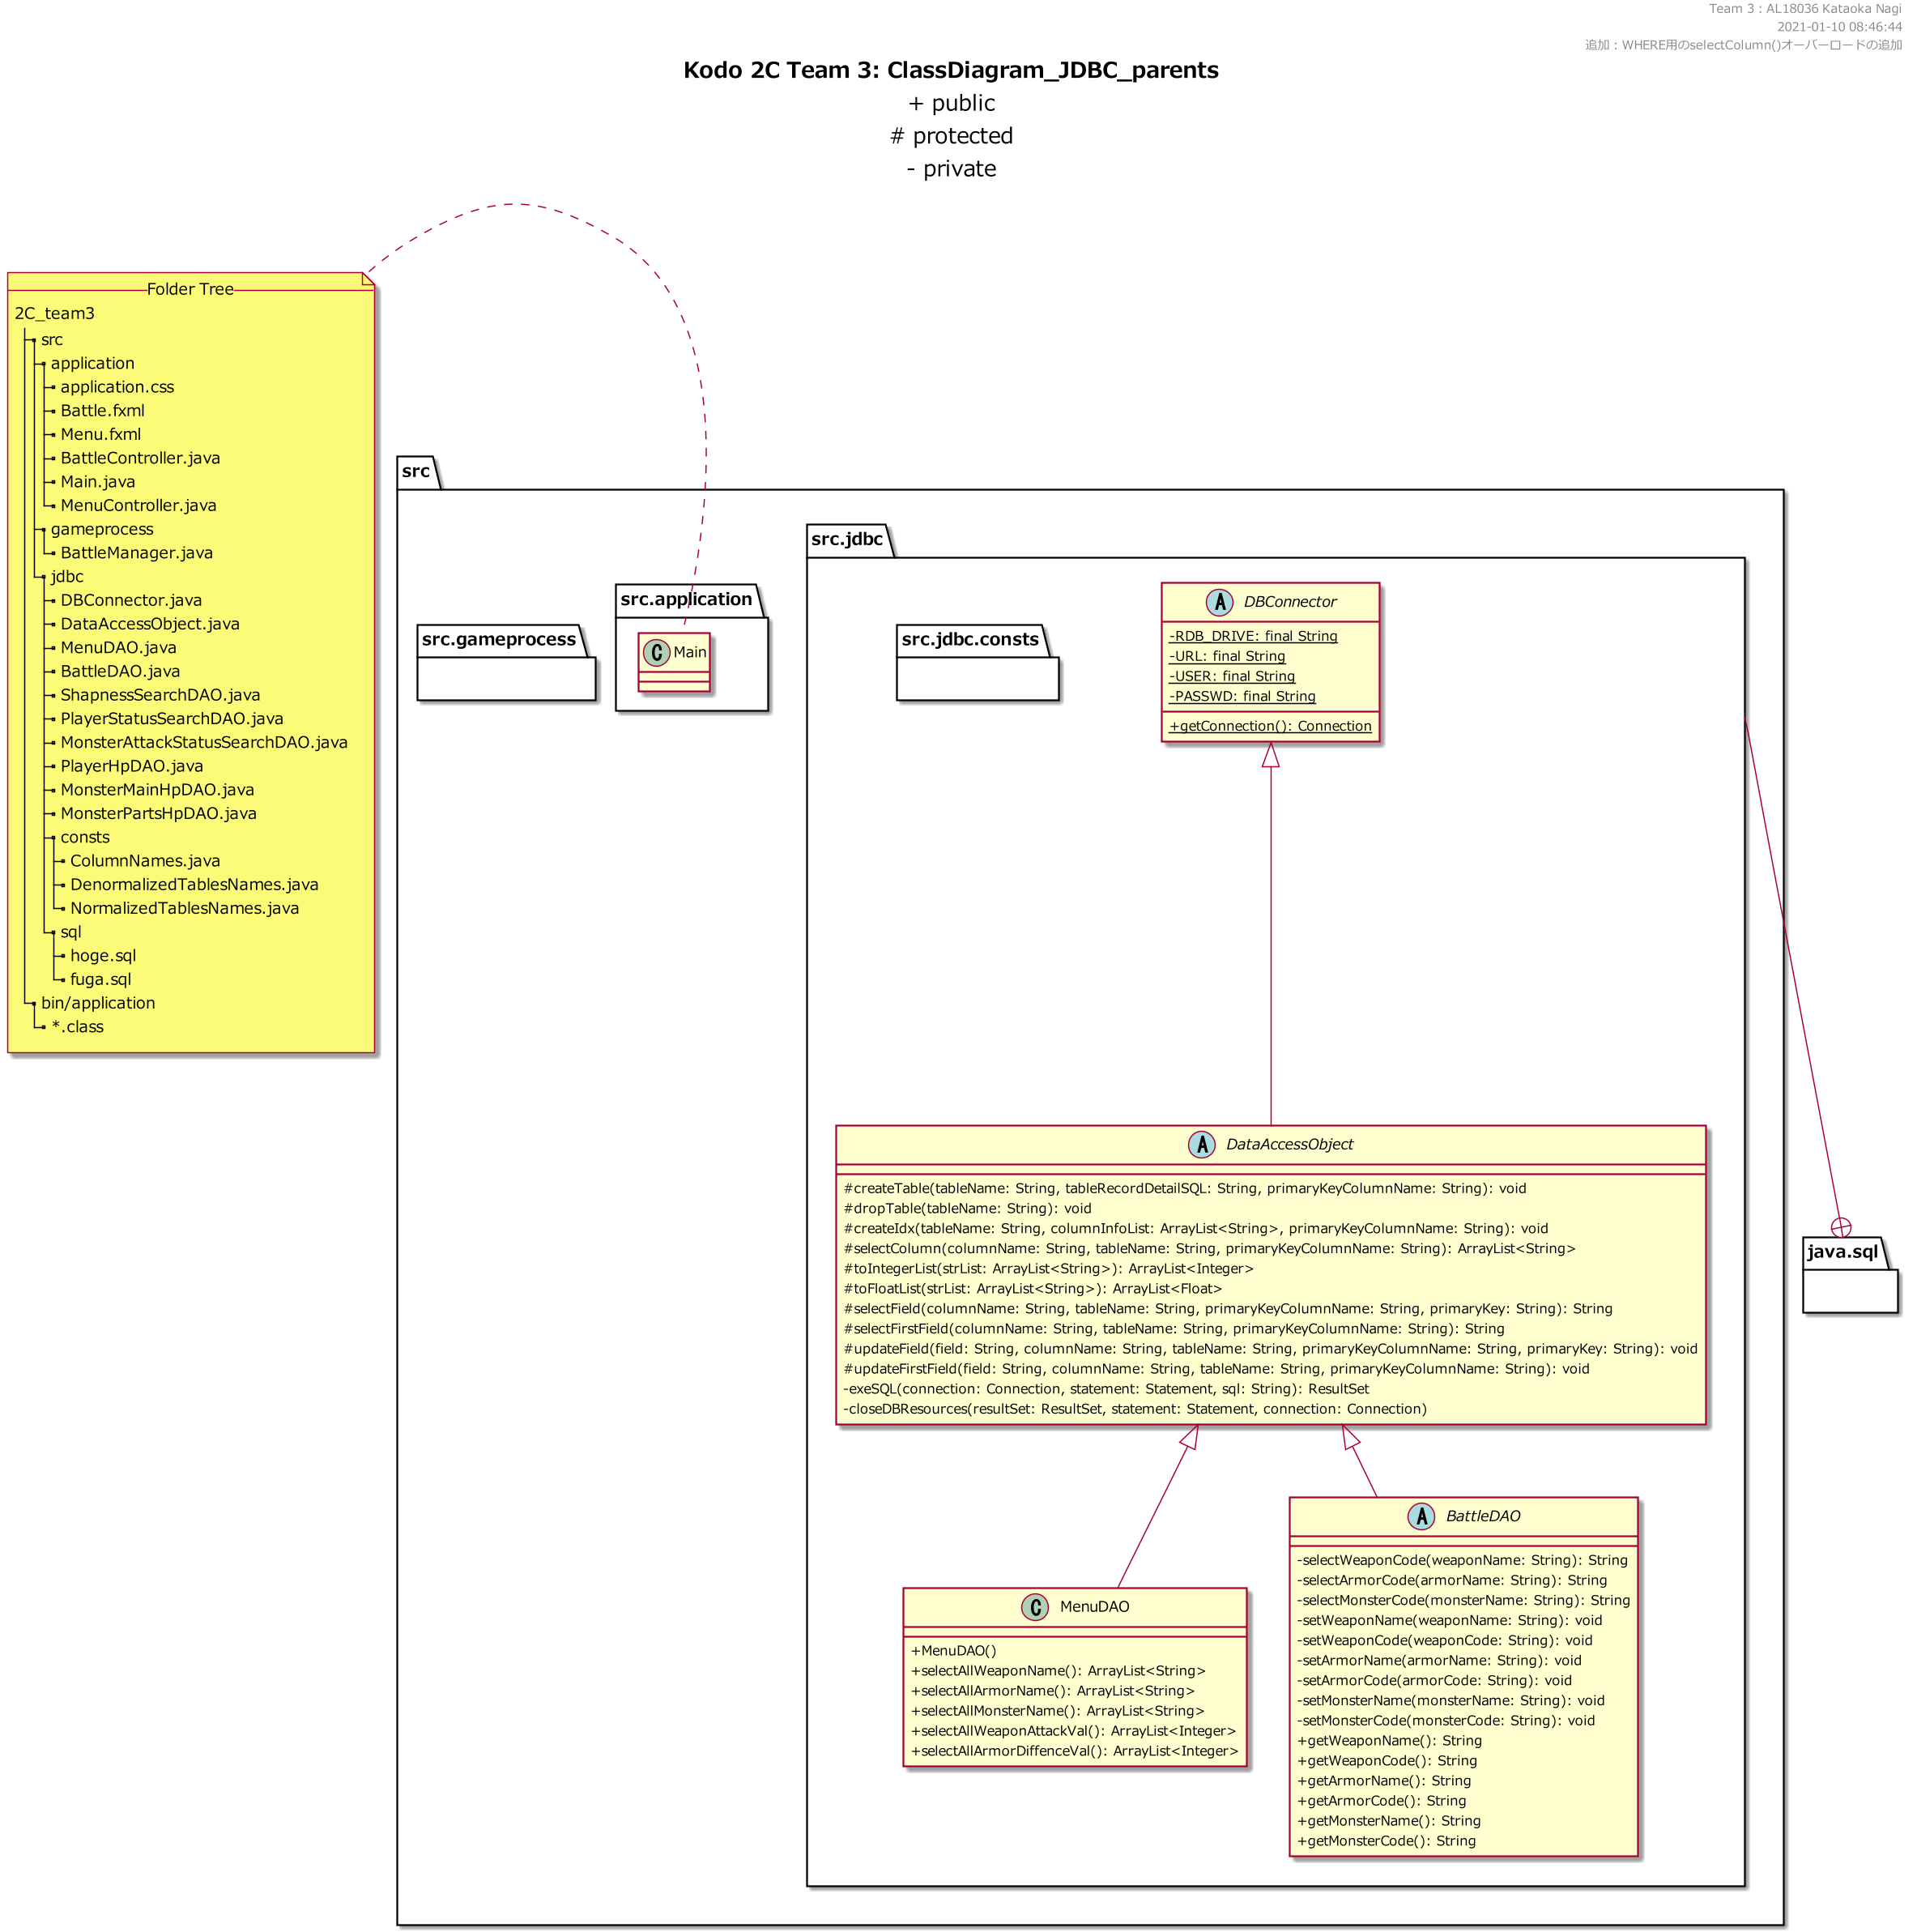 Team 3 : AL18036 Kataoka Nagi
2021-01-10 08:46:44
追加：WHERE用のselectColumn()オーバーロードの追加
Kodo 2C Team 3: ClassDiagram_JDBC_parents
+ public
# protected
- private
Folder Tree
2C_team3
src
application
application.css
Battle.fxml
Menu.fxml
BattleController.java
Main.java
MenuController.java
gameprocess
BattleManager.java
jdbc
DBConnector.java
DataAccessObject.java
MenuDAO.java
BattleDAO.java
ShapnessSearchDAO.java
PlayerStatusSearchDAO.java
MonsterAttackStatusSearchDAO.java
PlayerHpDAO.java
MonsterMainHpDAO.java
MonsterPartsHpDAO.java
consts
ColumnNames.java
DenormalizedTablesNames.java
NormalizedTablesNames.java
sql
hoge.sql
fuga.sql
bin/application
*.class
src
src.gameprocess
src.application
C Main
src.jdbc
src.jdbc.consts
A DBConnector
-RDB_DRIVE: final String
-URL: final String
-USER: final String
-PASSWD: final String
+getConnection(): Connection
A DataAccessObject
#createTable(tableName: String, tableRecordDetailSQL: String, primaryKeyColumnName: String): void
#dropTable(tableName: String): void
#createIdx(tableName: String, columnInfoList: ArrayList<String>, primaryKeyColumnName: String): void
#selectColumn(columnName: String, tableName: String, primaryKeyColumnName: String): ArrayList<String>
#toIntegerList(strList: ArrayList<String>): ArrayList<Integer>
#toFloatList(strList: ArrayList<String>): ArrayList<Float>
#selectField(columnName: String, tableName: String, primaryKeyColumnName: String, primaryKey: String): String
#selectFirstField(columnName: String, tableName: String, primaryKeyColumnName: String): String
#updateField(field: String, columnName: String, tableName: String, primaryKeyColumnName: String, primaryKey: String): void
#updateFirstField(field: String, columnName: String, tableName: String, primaryKeyColumnName: String): void
-exeSQL(connection: Connection, statement: Statement, sql: String): ResultSet
-closeDBResources(resultSet: ResultSet, statement: Statement, connection: Connection)
java.sql
C MenuDAO
+MenuDAO()
+selectAllWeaponName(): ArrayList<String>
+selectAllArmorName(): ArrayList<String>
+selectAllMonsterName(): ArrayList<String>
+selectAllWeaponAttackVal(): ArrayList<Integer>
+selectAllArmorDiffenceVal(): ArrayList<Integer>
A BattleDAO
-selectWeaponCode(weaponName: String): String
-selectArmorCode(armorName: String): String
-selectMonsterCode(monsterName: String): String
-setWeaponName(weaponName: String): void
-setWeaponCode(weaponCode: String): void
-setArmorName(armorName: String): void
-setArmorCode(armorCode: String): void
-setMonsterName(monsterName: String): void
-setMonsterCode(monsterCode: String): void
+getWeaponName(): String
+getWeaponCode(): String
+getArmorName(): String
+getArmorCode(): String
+getMonsterName(): String
+getMonsterCode(): String